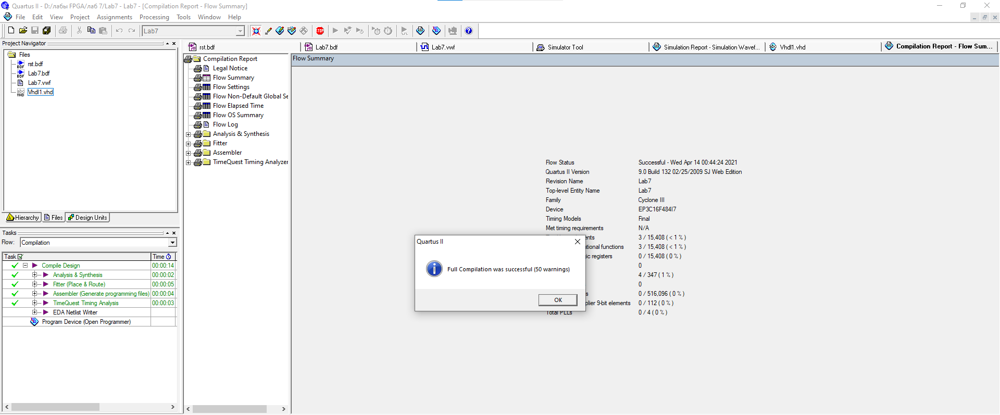 Quartus II - D:/лабы FPGA/лаб 7/Lab7 - Lab7 - [Compilation Report - Flow Summary]
File Edit View Project Assignments Processing Tools Window Help
Lab7
STOP
Project Navigator
Files
rst.bdf
Lab7.bdf
Lab7.vwf
Vhdl1.vhd
Hierarchy Files Design Units
Tasks
Flow: Compilation
Task Time
Compile Design 00:00:14
Analysis & Synthesis 00:00:02
Fitter (Place & Route) 00:00:05
Assembler (Generate programming files) 00:00:04
TimeQuest Timing Analysis 00:00:03
EDA Netlist Writer
Program Device (Open Programmer)
rst.bdf Lab7.bdf Lab7.vwf Simulator Tool Simulation Report - Simulation Wavef... Vhdl1.vhd Compilation Report - Flow Sum...
Compilation Report
Legal Notice
Flow Summary
Flow Settings
Flow Non-Default Global Se
Flow Elapsed Time
Flow OS Summary
Flow Log
Analysis & Synthesis
Fitter
Assembler
TimeQuest Timing Analyzer
Flow Summary
Flow Status Successful - Wed Apr 14 00:44:24 2021
Quartus II Version 9.0 Build 132 02/25/2009 SJ Web Edition
Revision Name Lab7
Top-level Entity Name Lab7
Family Cyclone III
Device EP3C16F484I7
Timing Models Final
Met timing requirements N/A
ents 3 / 15,408 ( < 1 % )
ational functions 3 / 15,408 ( < 1 % )
ic registers 0 / 15,408 ( 0 % )
0
4 / 347 ( 1 % )
0
s 0 / 516,096 ( 0 % )
plier 9-bit elements 0 / 112 ( 0 % )
Total PLLs 0 / 4 ( 0 % )
Quartus II
Full Compilation was successful (50 warnings)
OK